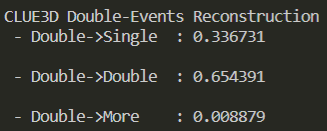 CLUE3D Double-Events Reconstruction
 - Double->Single  : 0.336731
 - Double->Double  : 0.654391
 - Double->More    : 0.008879